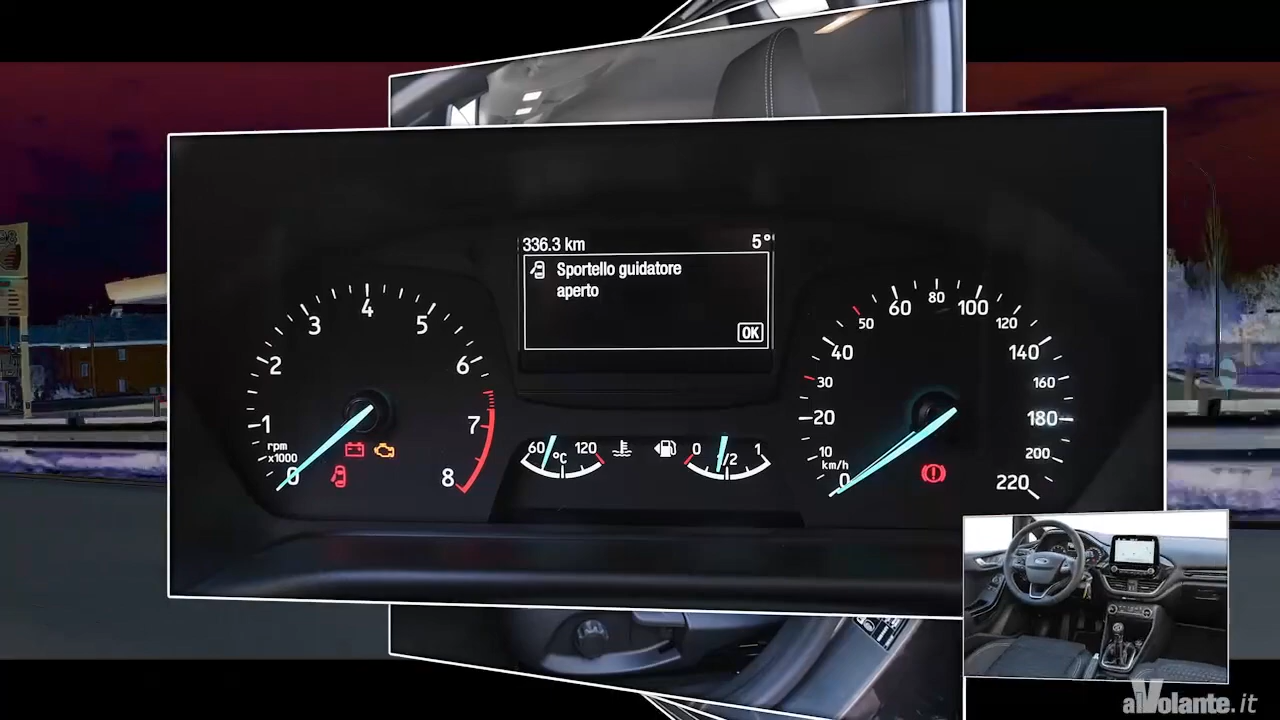 336.3 km 5°
Sportello guidatore
aperto
OK
0 1 2 3 4 5 6 7 8
rpm
x1000
60 °C 120
0 1/2 1
0 10 20 30 40 50 60 80 100 120 140 160 180 200 220
km/h
alVolante.it